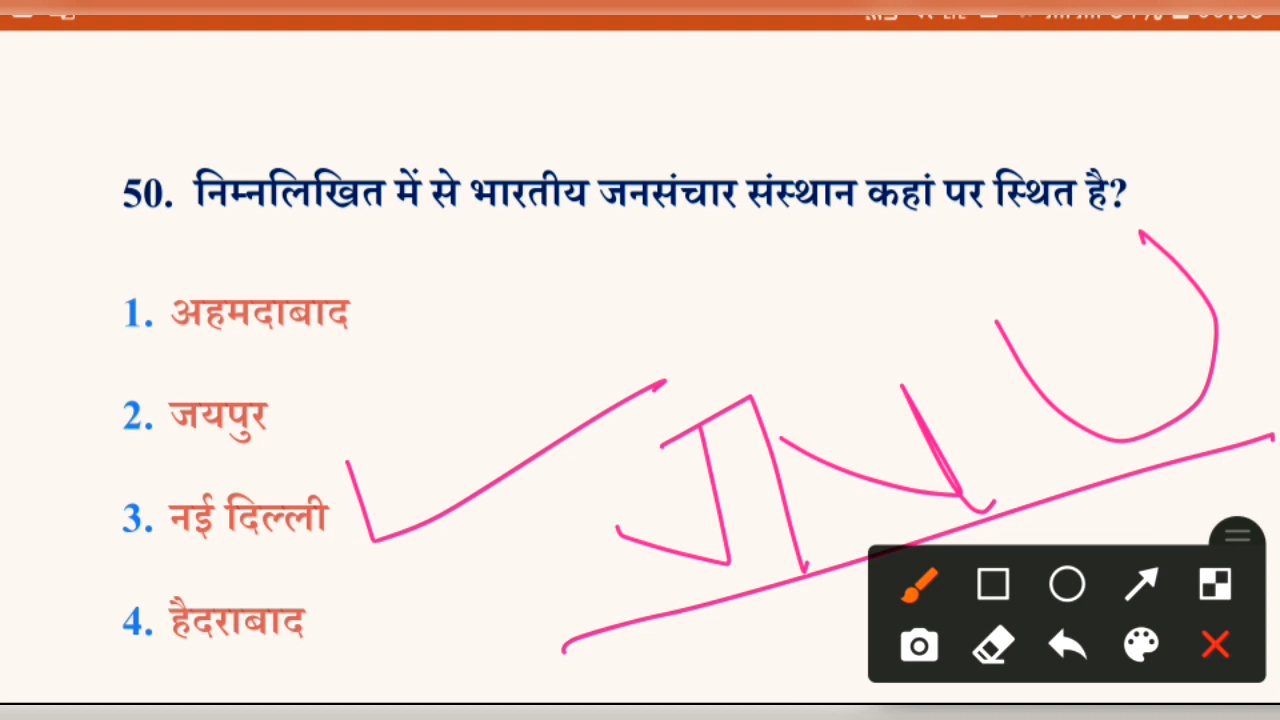 50. निम्नलिखित में से भारतीय जनसंचार संस्थान कहां पर स्थित है?
1. अहमदाबाद
2. जयपुर
3. नई दिल्ली
4. हैदराबाद
JNU